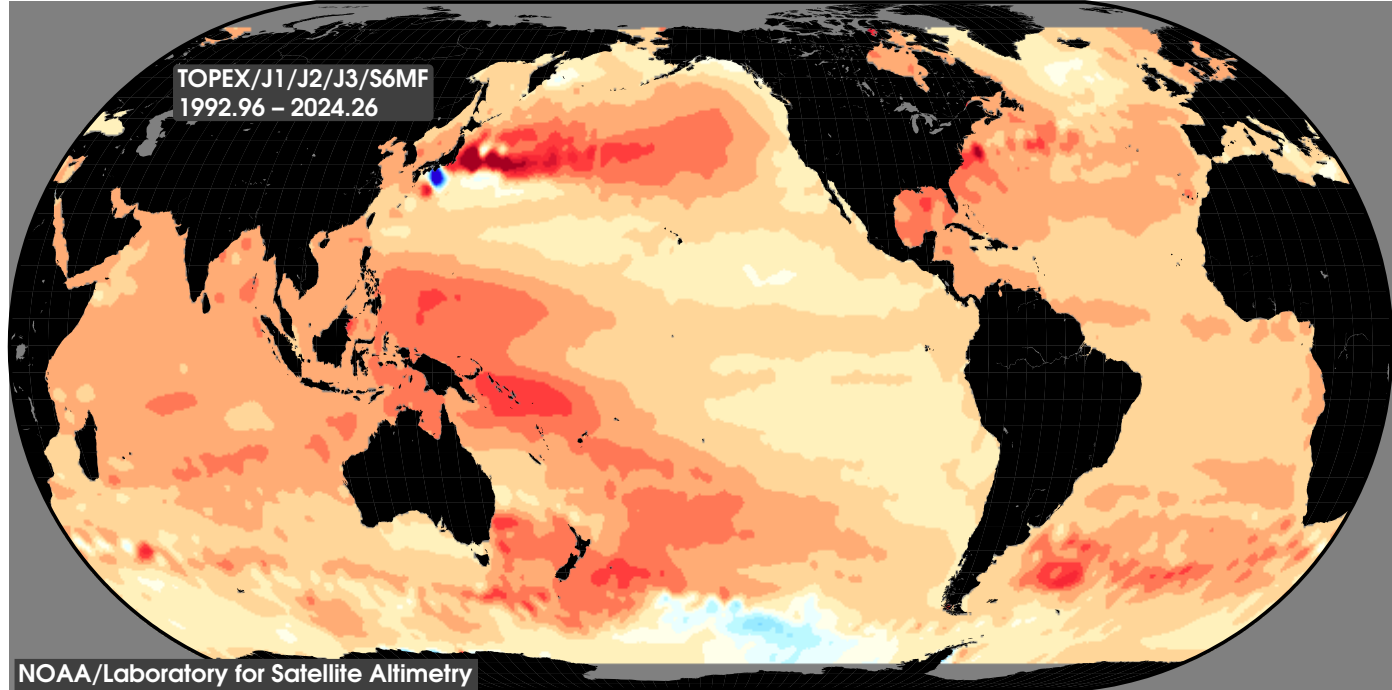 TOPEX/J1/J2/J3/S6MF
1992.96 – 2024.26
NOAA/Laboratory for Satellite Altimetry